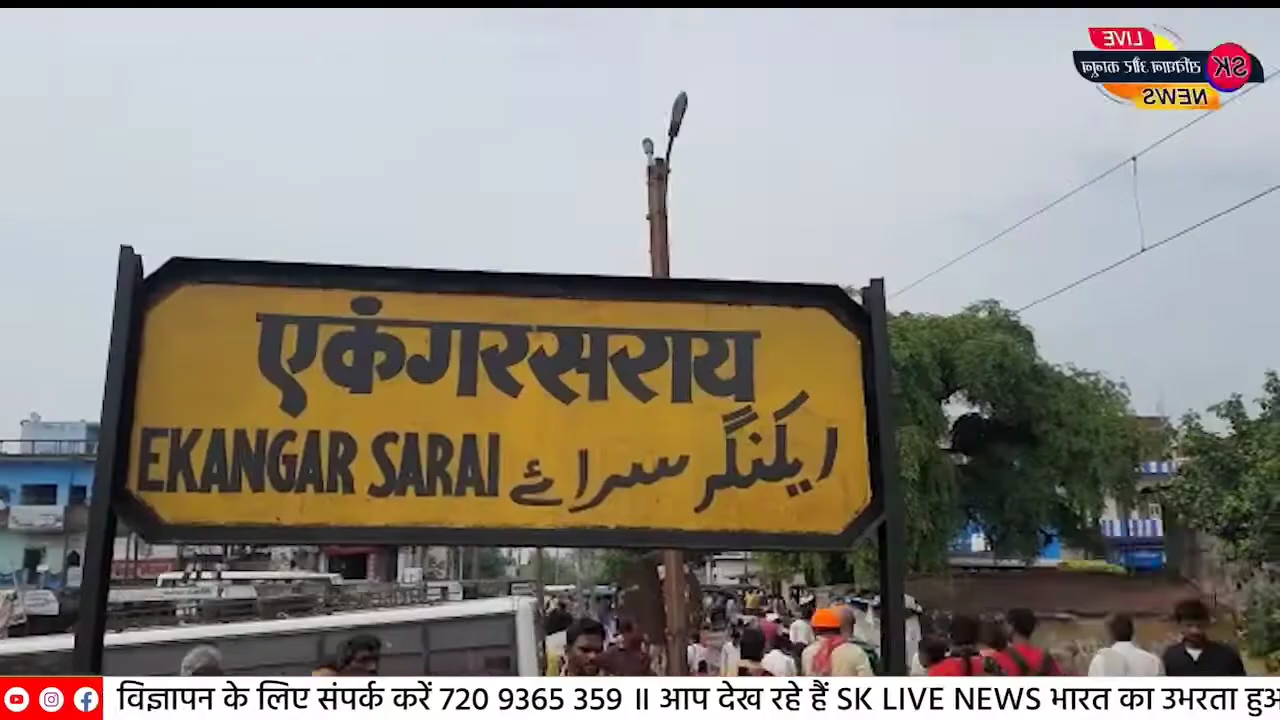 LIVE
SK संविधान और कानून
NEWS
एकंगरसराय
EKANGAR SARAI ایکنگر سرائے
विज्ञापन के लिए संपर्क करें 720 9365 359 ॥ आप देख रहे हैं SK LIVE NEWS भारत का उभरता हुआ